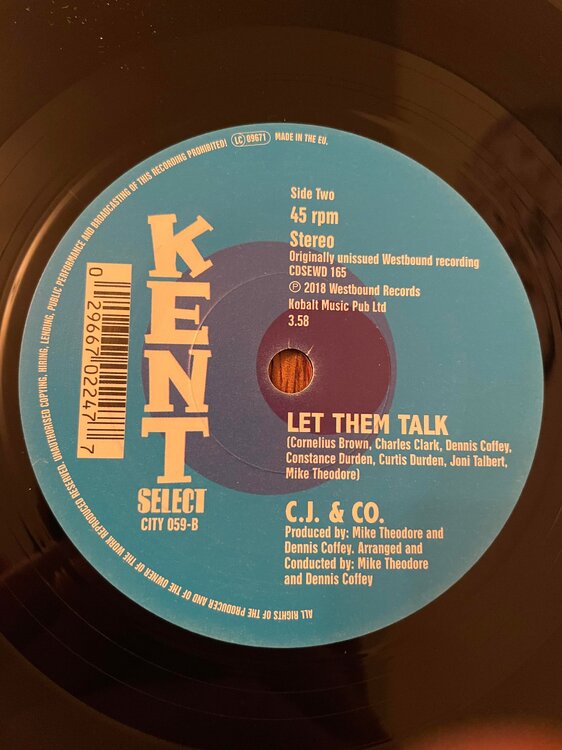 ALL RIGHTS OF THE PRODUCER AND OF THE OWNER OF THE WORK REPRODUCED RESERVED. UNAUTHORISED COPYING, HIRING, LENDING, PUBLIC PERFORMANCE AND BROADCASTING OF THIS RECORDING PROHIBITED! LC 09671 MADE IN THE EU.
Side Two
45 rpm
Stereo
Originally unissued Westbound recording
CDSEWD 165
℗ 2018 Westbound Records
Kobalt Music Pub Ltd
3.58
KENT
SELECT
CITY 059-B
0 29667 02247 7
LET THEM TALK
(Cornelius Brown, Charles Clark, Dennis Coffey,
Constance Durden, Curtis Durden, Joni Talbert,
Mike Theodore)
C.J. & CO.
Produced by: Mike Theodore and
Dennis Coffey. Arranged and
Conducted by: Mike Theodore
and Dennis Coffey